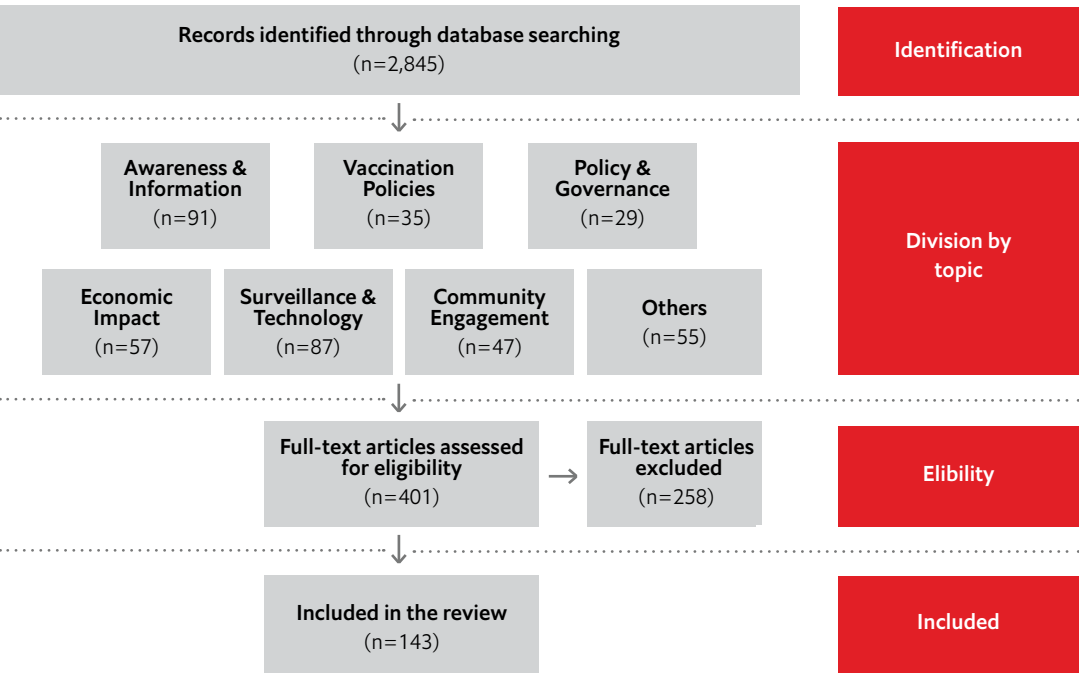 Records identified through database searching
(n=2,845)
Identification
Awareness &
Information
(n=91)
Vaccination
Policies
(n=35)
Policy &
Governance
(n=29)
Division by
topic
Economic
Impact
(n=57)
Surveillance &
Technology
(n=87)
Community
Engagement
(n=47)
Others
(n=55)
Full-text articles assessed
for eligibility
(n=401)
Full-text articles
excluded
(n=258)
Elibility
Included in the review
(n=143)
Included